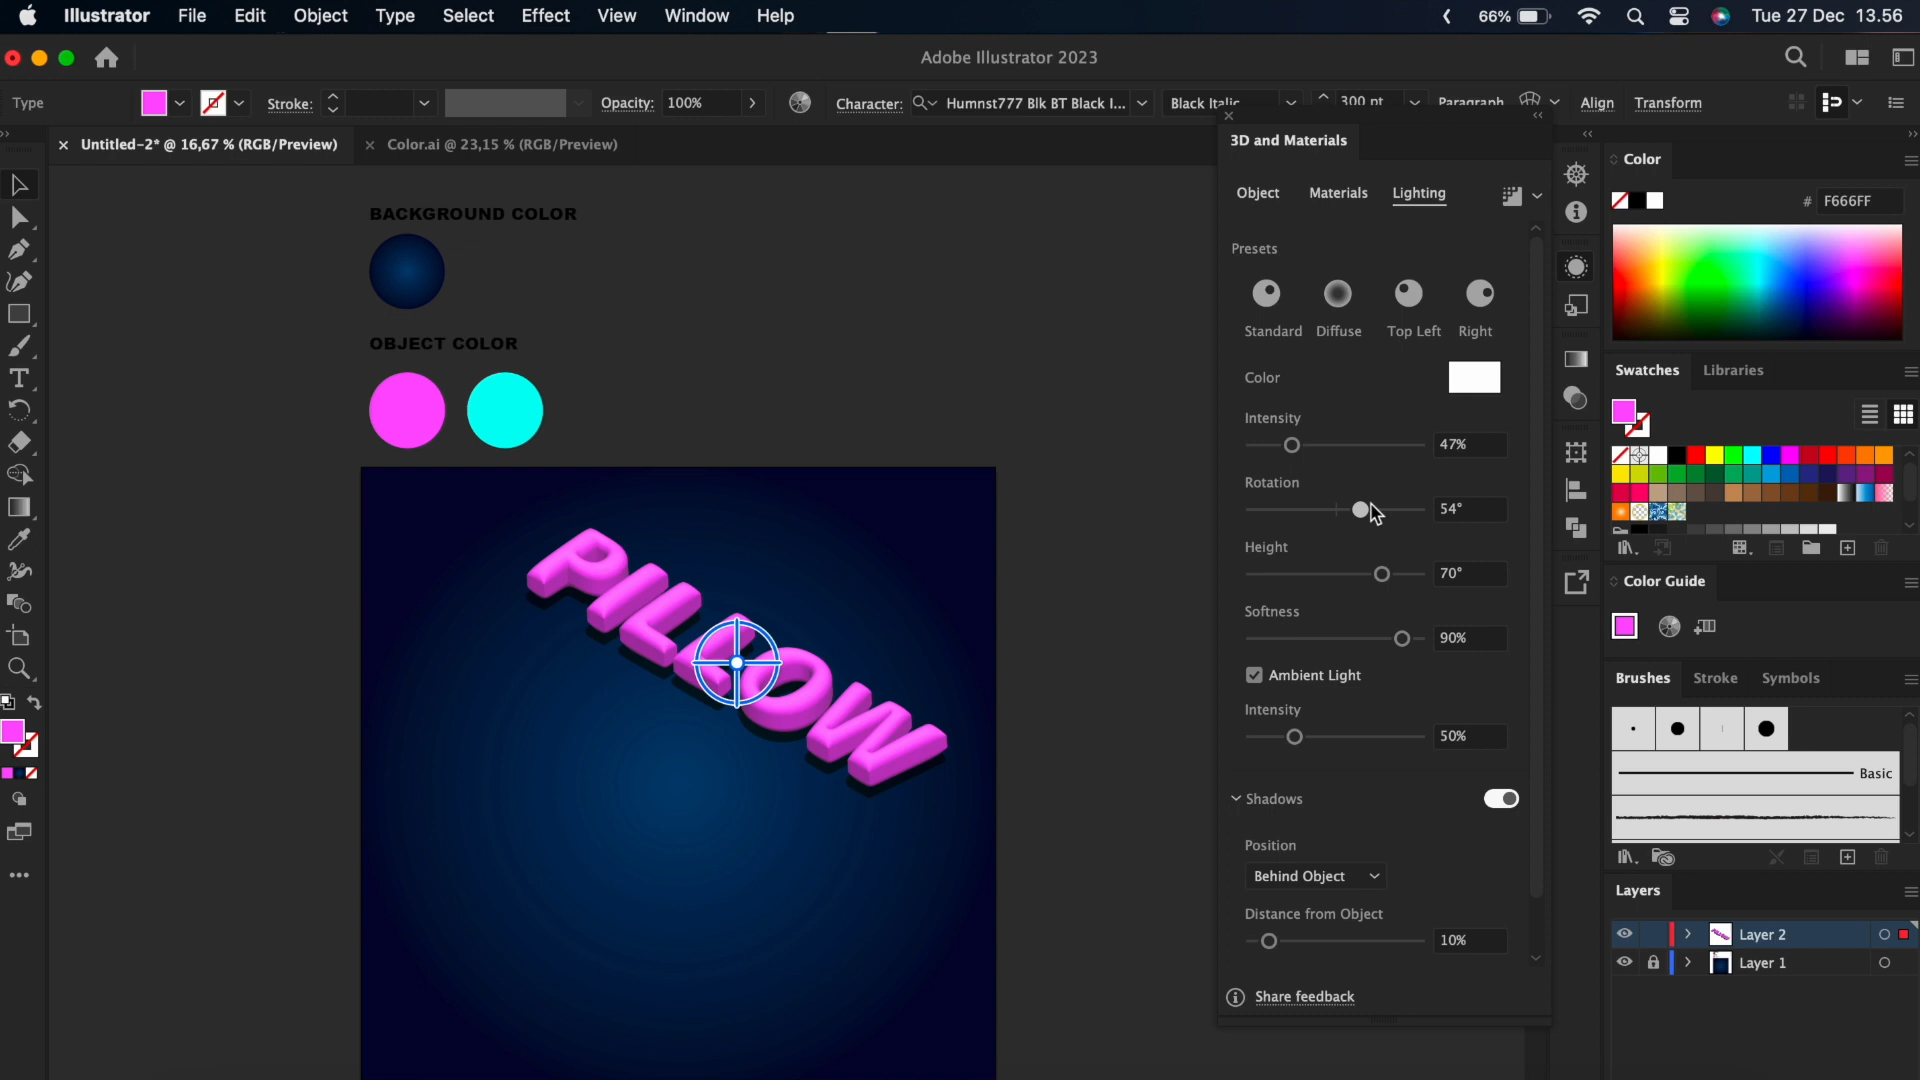 Illustrator File Edit Object Type Select Effect View Window Help 66% Tue 27 Dec 13.56
Adobe Illustrator 2023
Type Stroke: Opacity: 100% Character: Humnst777 Blk BT Black I... Black Italic 300 pt Paragraph Align Transform
Untitled-2* @ 16,67 % (RGB/Preview) Color.ai @ 23,15 % (RGB/Preview)
3D and Materials
Object Materials Lighting
Presets
Standard Diffuse Top Left Right
Color
Intensity
47%
Rotation
54°
Height
70°
Softness
90%
Ambient Light
Intensity
50%
Shadows
Position
Behind Object
Distance from Object
10%
Share feedback
BACKGROUND COLOR
OBJECT COLOR
PILLOW
Color
# F666FF
Swatches Libraries
Color Guide
Brushes Stroke Symbols
Basic
Layers
Layer 2
Layer 1